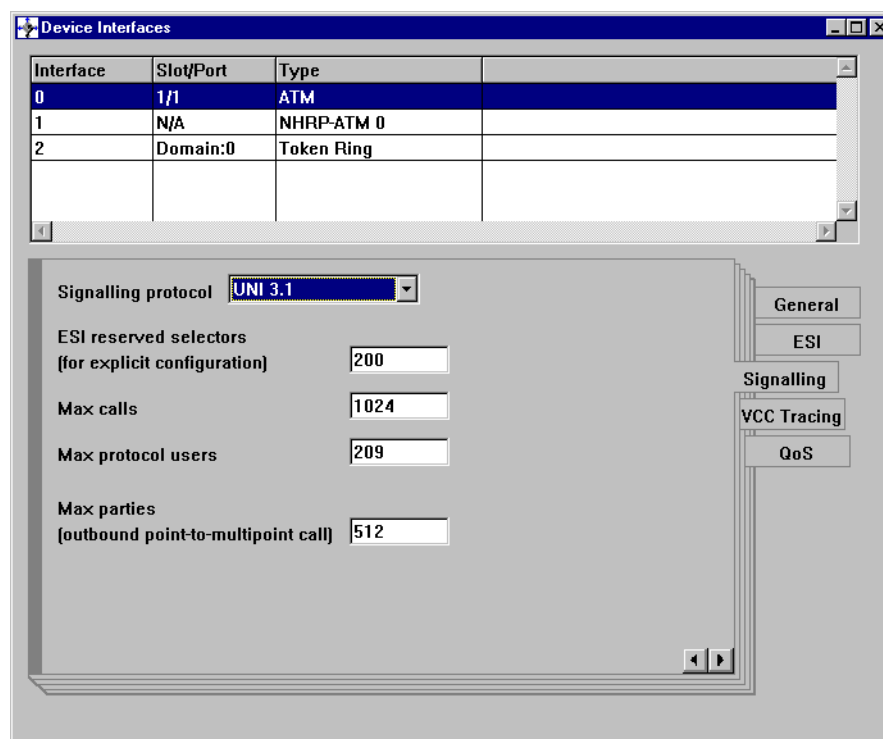 Device Interfaces
Interface Slot/Port Type
0 1/1 ATM
1 N/A NHRP-ATM 0
2 Domain:0 Token Ring
Signalling protocol UNI 3.1
General
ESI reserved selectors
(for explicit configuration) 200
ESI
Signalling
Max calls 1024
VCC Tracing
Max protocol users 209
QoS
Max parties
(outbound point-to-multipoint call) 512